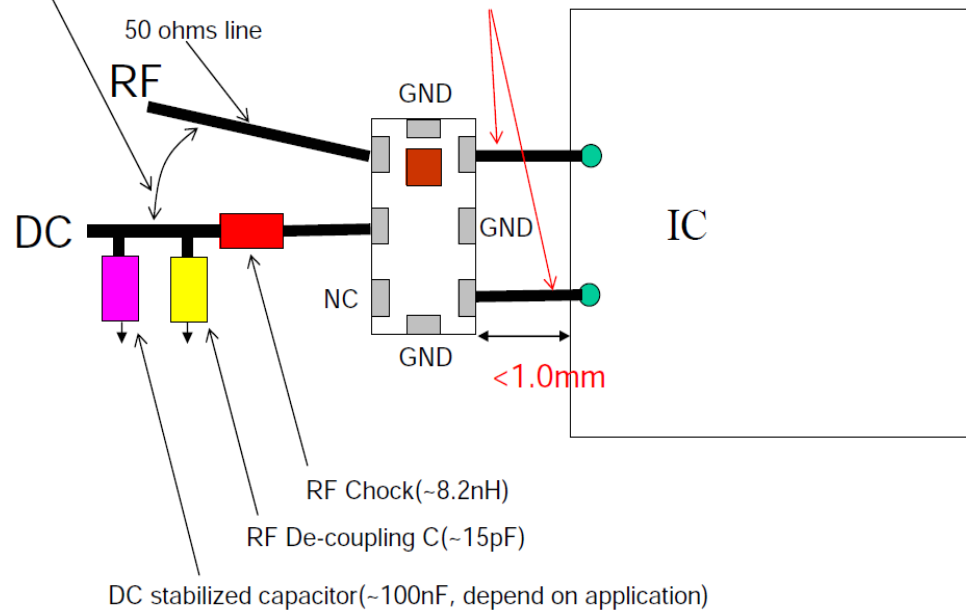 50 ohms line
RF
GND
DC
GND
IC
NC
GND
<1.0mm
RF Chock(~8.2nH)
RF De-coupling C(~15pF)
DC stabilized capacitor(~100nF, depend on application)